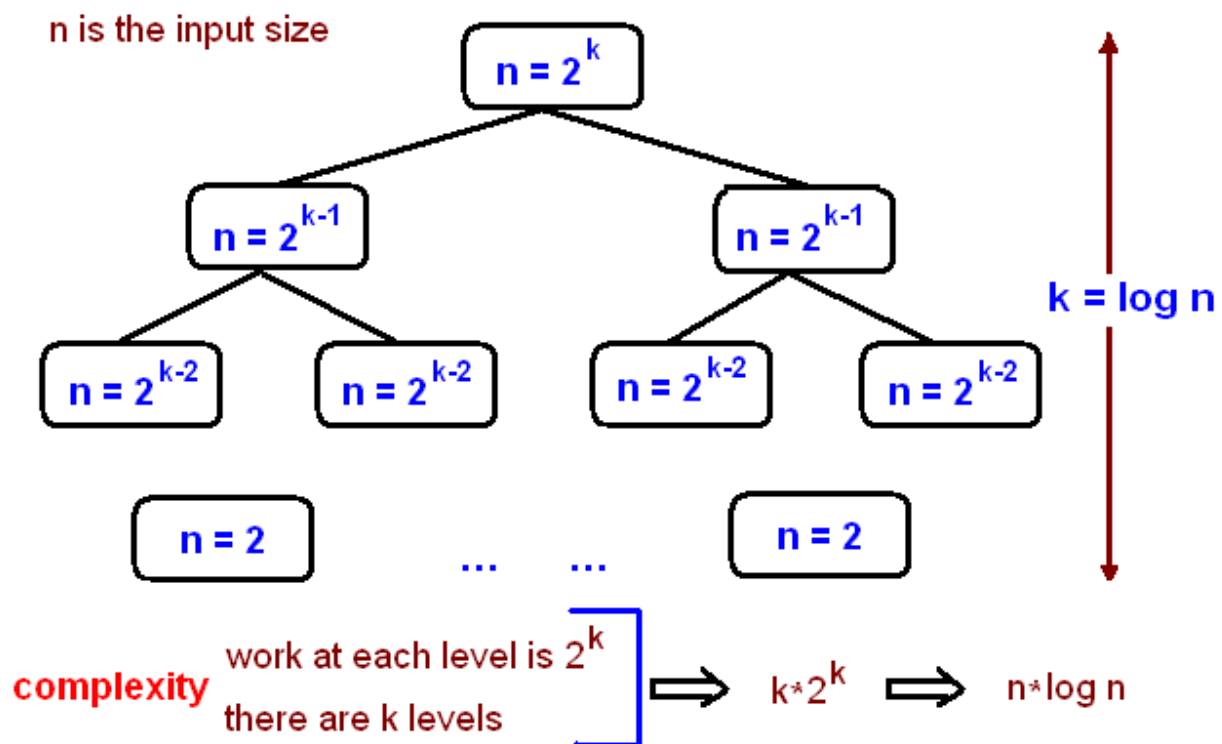 n is the input size
n = 2^k
n = 2^k-1
n = 2^k-1
k = log n
n = 2^k-2
n = 2^k-2
n = 2^k-2
n = 2^k-2
n = 2
... ...
n = 2
complexity
work at each level is 2^k
there are k levels
k*2^k
n*log n